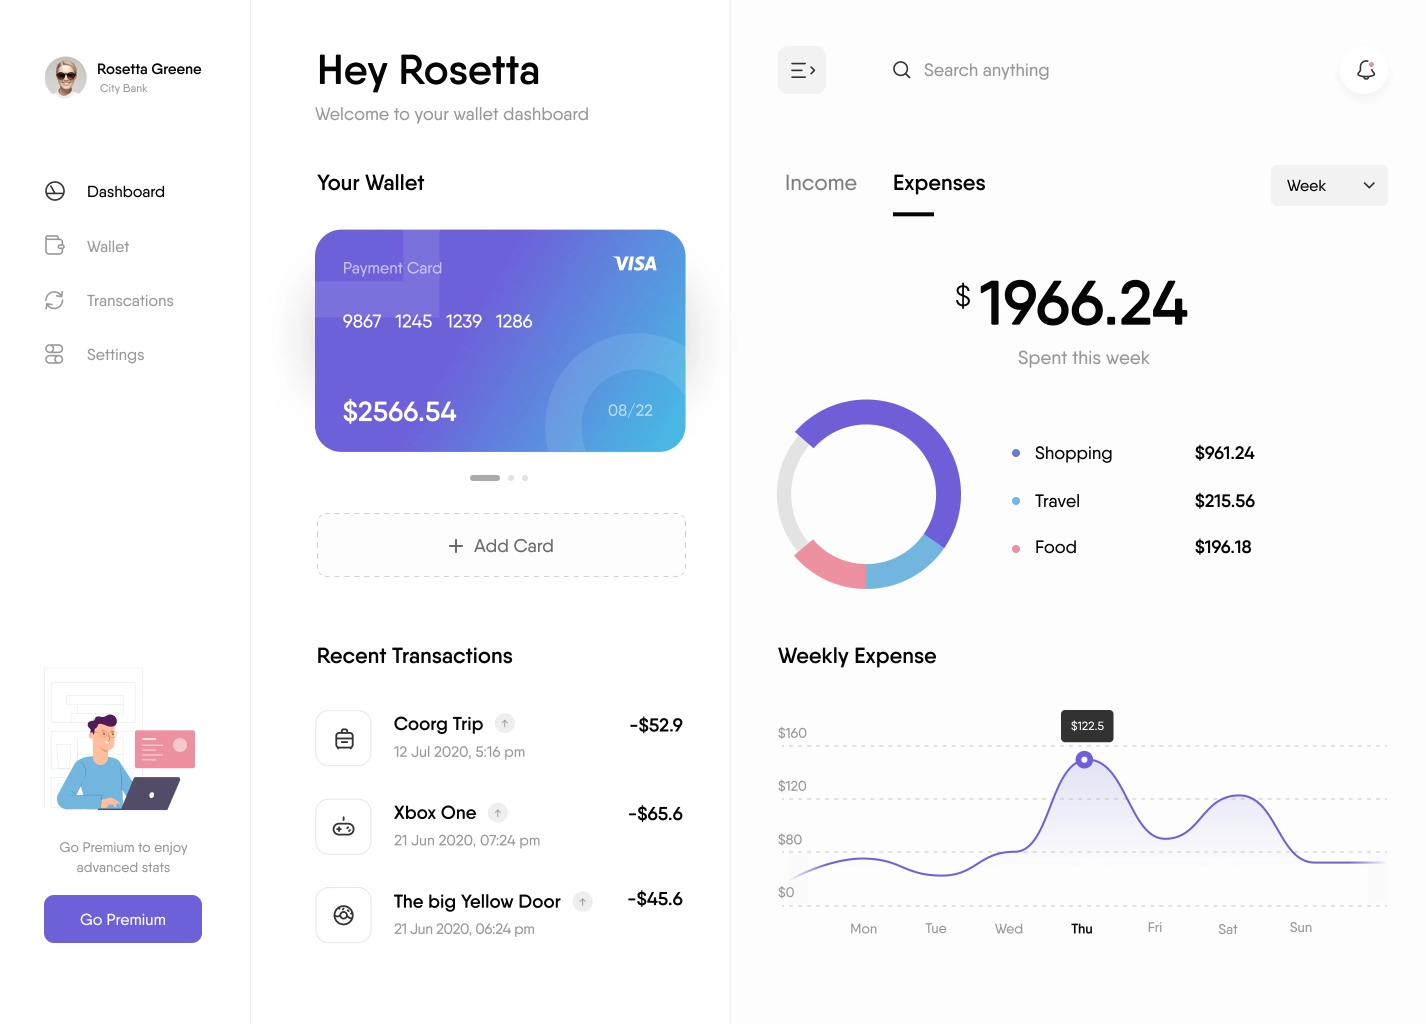 Rosetta Greene
City Bank
Dashboard
Wallet
Transcations
Settings
Go Premium to enjoy
advanced stats
Go Premium
Hey Rosetta
Welcome to your wallet dashboard
Your Wallet
Payment Card
VISA
9867 1245 1239 1286
$2566.54
08/22
+ Add Card
Recent Transactions
Coorg Trip
-$52.9
12 Jul 2020, 5:16 pm
Xbox One
-$65.6
21 Jun 2020, 07:24 pm
The big Yellow Door
-$45.6
21 Jun 2020, 06:24 pm
Search anything
Income
Expenses
Week
$1966.24
Spent this week
Shopping $961.24
Travel $215.56
Food $196.18
Weekly Expense
$122.5
$160
$120
$80
$0
Mon Tue Wed Thu Fri Sat Sun